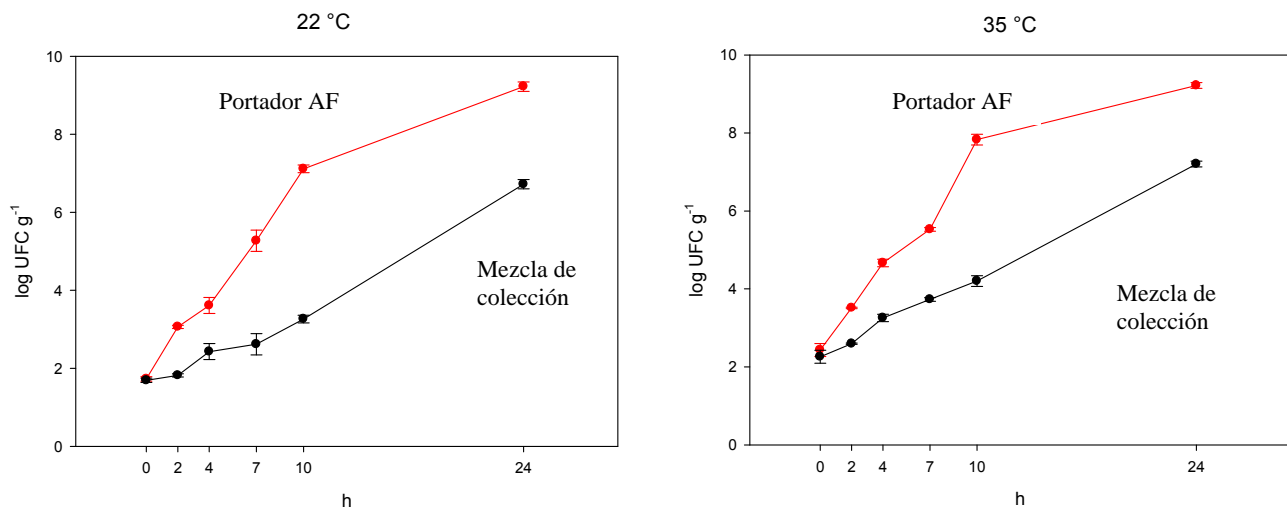 22 °C
10
8
6
4
2
0
log UFC g-1
Portador AF
Mezcla de
colección
0 2 4 7 10 24
h
35 °C
10
8
6
4
2
0
log UFC g-1
Portador AF
Mezcla de
colección
0 2 4 7 10 24
h